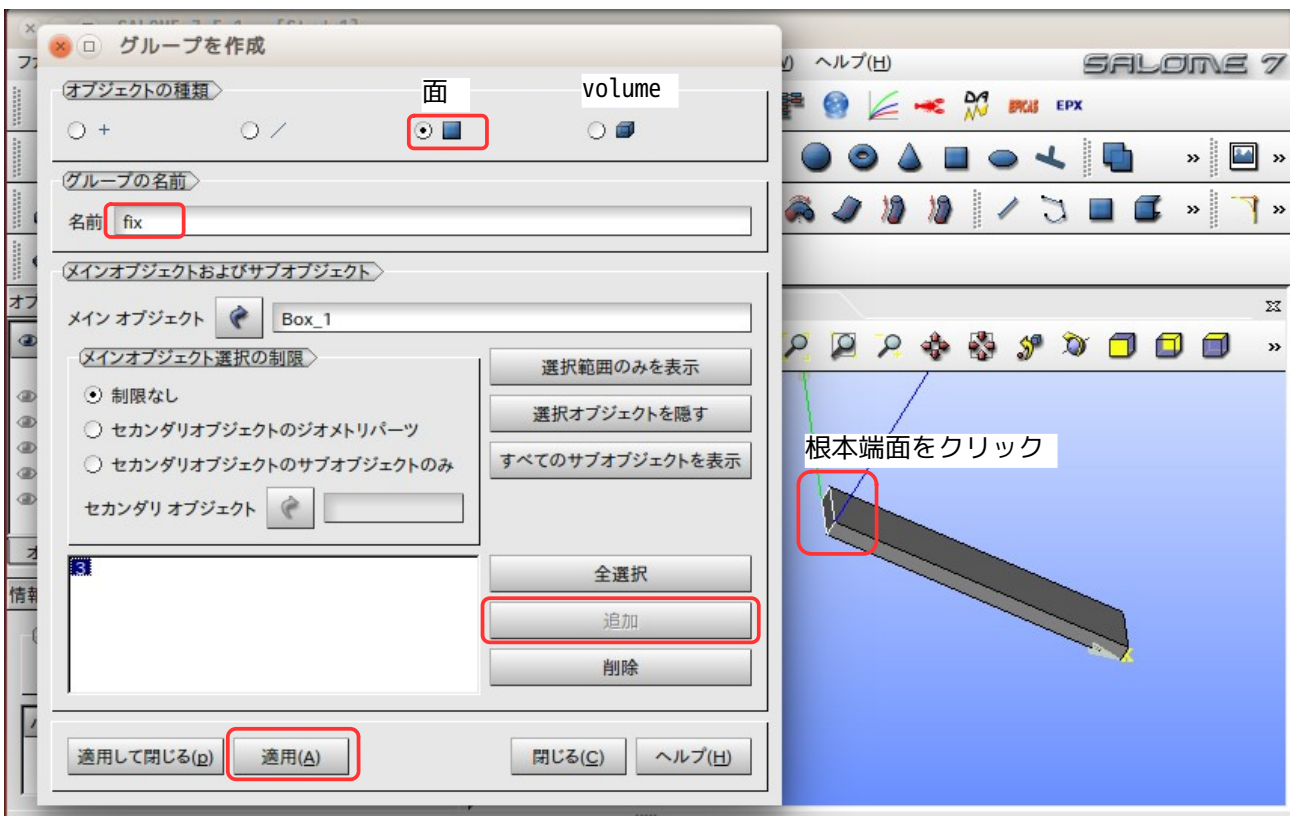 グループを作成
ヘルプ(H)
SALOME 7
オブジェクトの種類
面
volume
EPX
グループの名前
名前
fix
メインオブジェクトおよびサブオブジェクト
メイン オブジェクト
Box_1
メインオブジェクト選択の制限
制限なし
セカンダリオブジェクトのジオメトリパーツ
セカンダリオブジェクトのサブオブジェクトのみ
セカンダリ オブジェクト
選択範囲のみを表示
選択オブジェクトを隠す
すべてのサブオブジェクトを表示
根本端面をクリック
3
全選択
追加
削除
適用して閉じる(p)
適用(A)
閉じる(C)
ヘルプ(H)